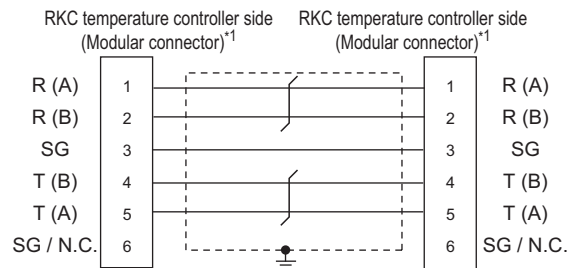 RKC temperature controller side RKC temperature controller side
(Modular connector)*1 (Modular connector)*1
R (A) 1 1 R (A)
R (B) 2 2 R (B)
SG 3 3 SG
T (B) 4 4 T (B)
T (A) 5 5 T (A)
SG / N.C. 6 6 SG / N.C.